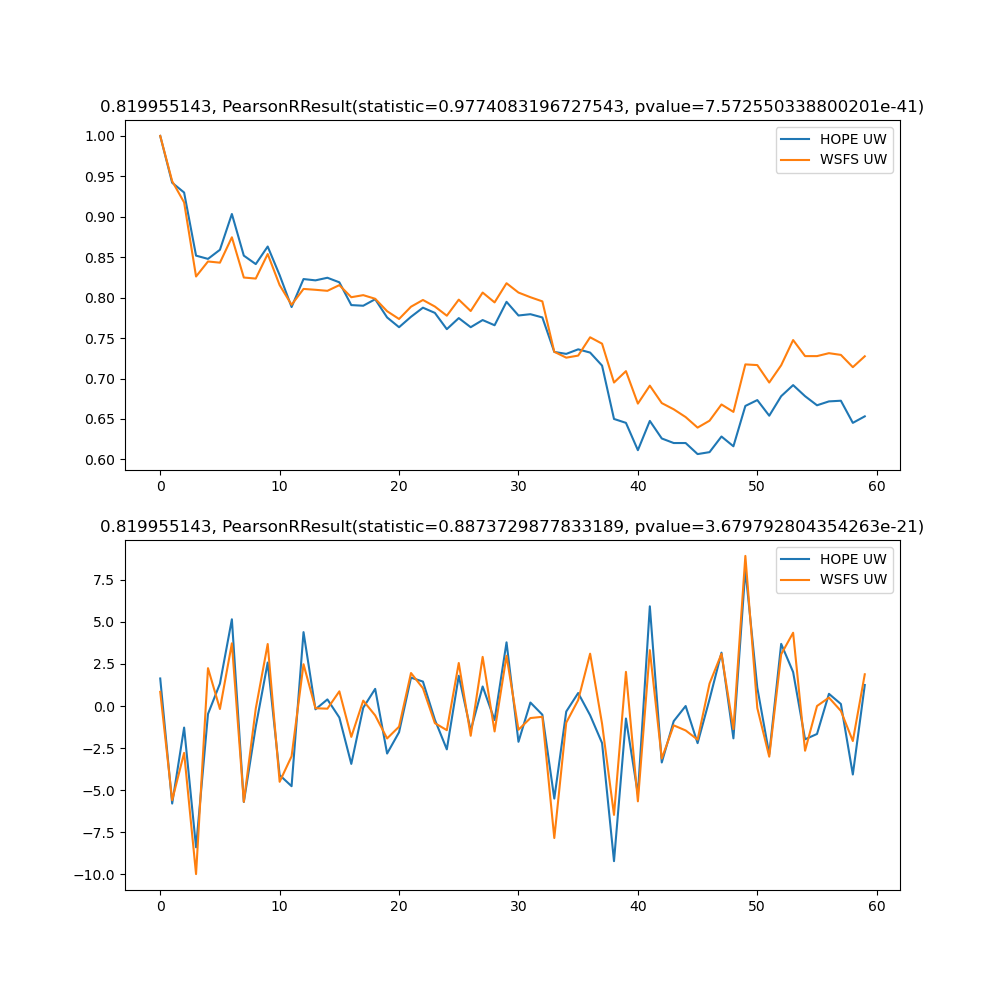 0.819955143, PearsonRResult(statistic=0.9774083196727543, pvalue=7.572550338800201e-41)
HOPE UW
WSFS UW
1.00
0.95
0.90
0.85
0.80
0.75
0.70
0.65
0.60
0 10 20 30 40 50 60
0.819955143, PearsonRResult(statistic=0.8873729877833189, pvalue=3.679792804354263e-21)
HOPE UW
WSFS UW
7.5
5.0
2.5
0.0
−2.5
−5.0
−7.5
−10.0
0 10 20 30 40 50 60